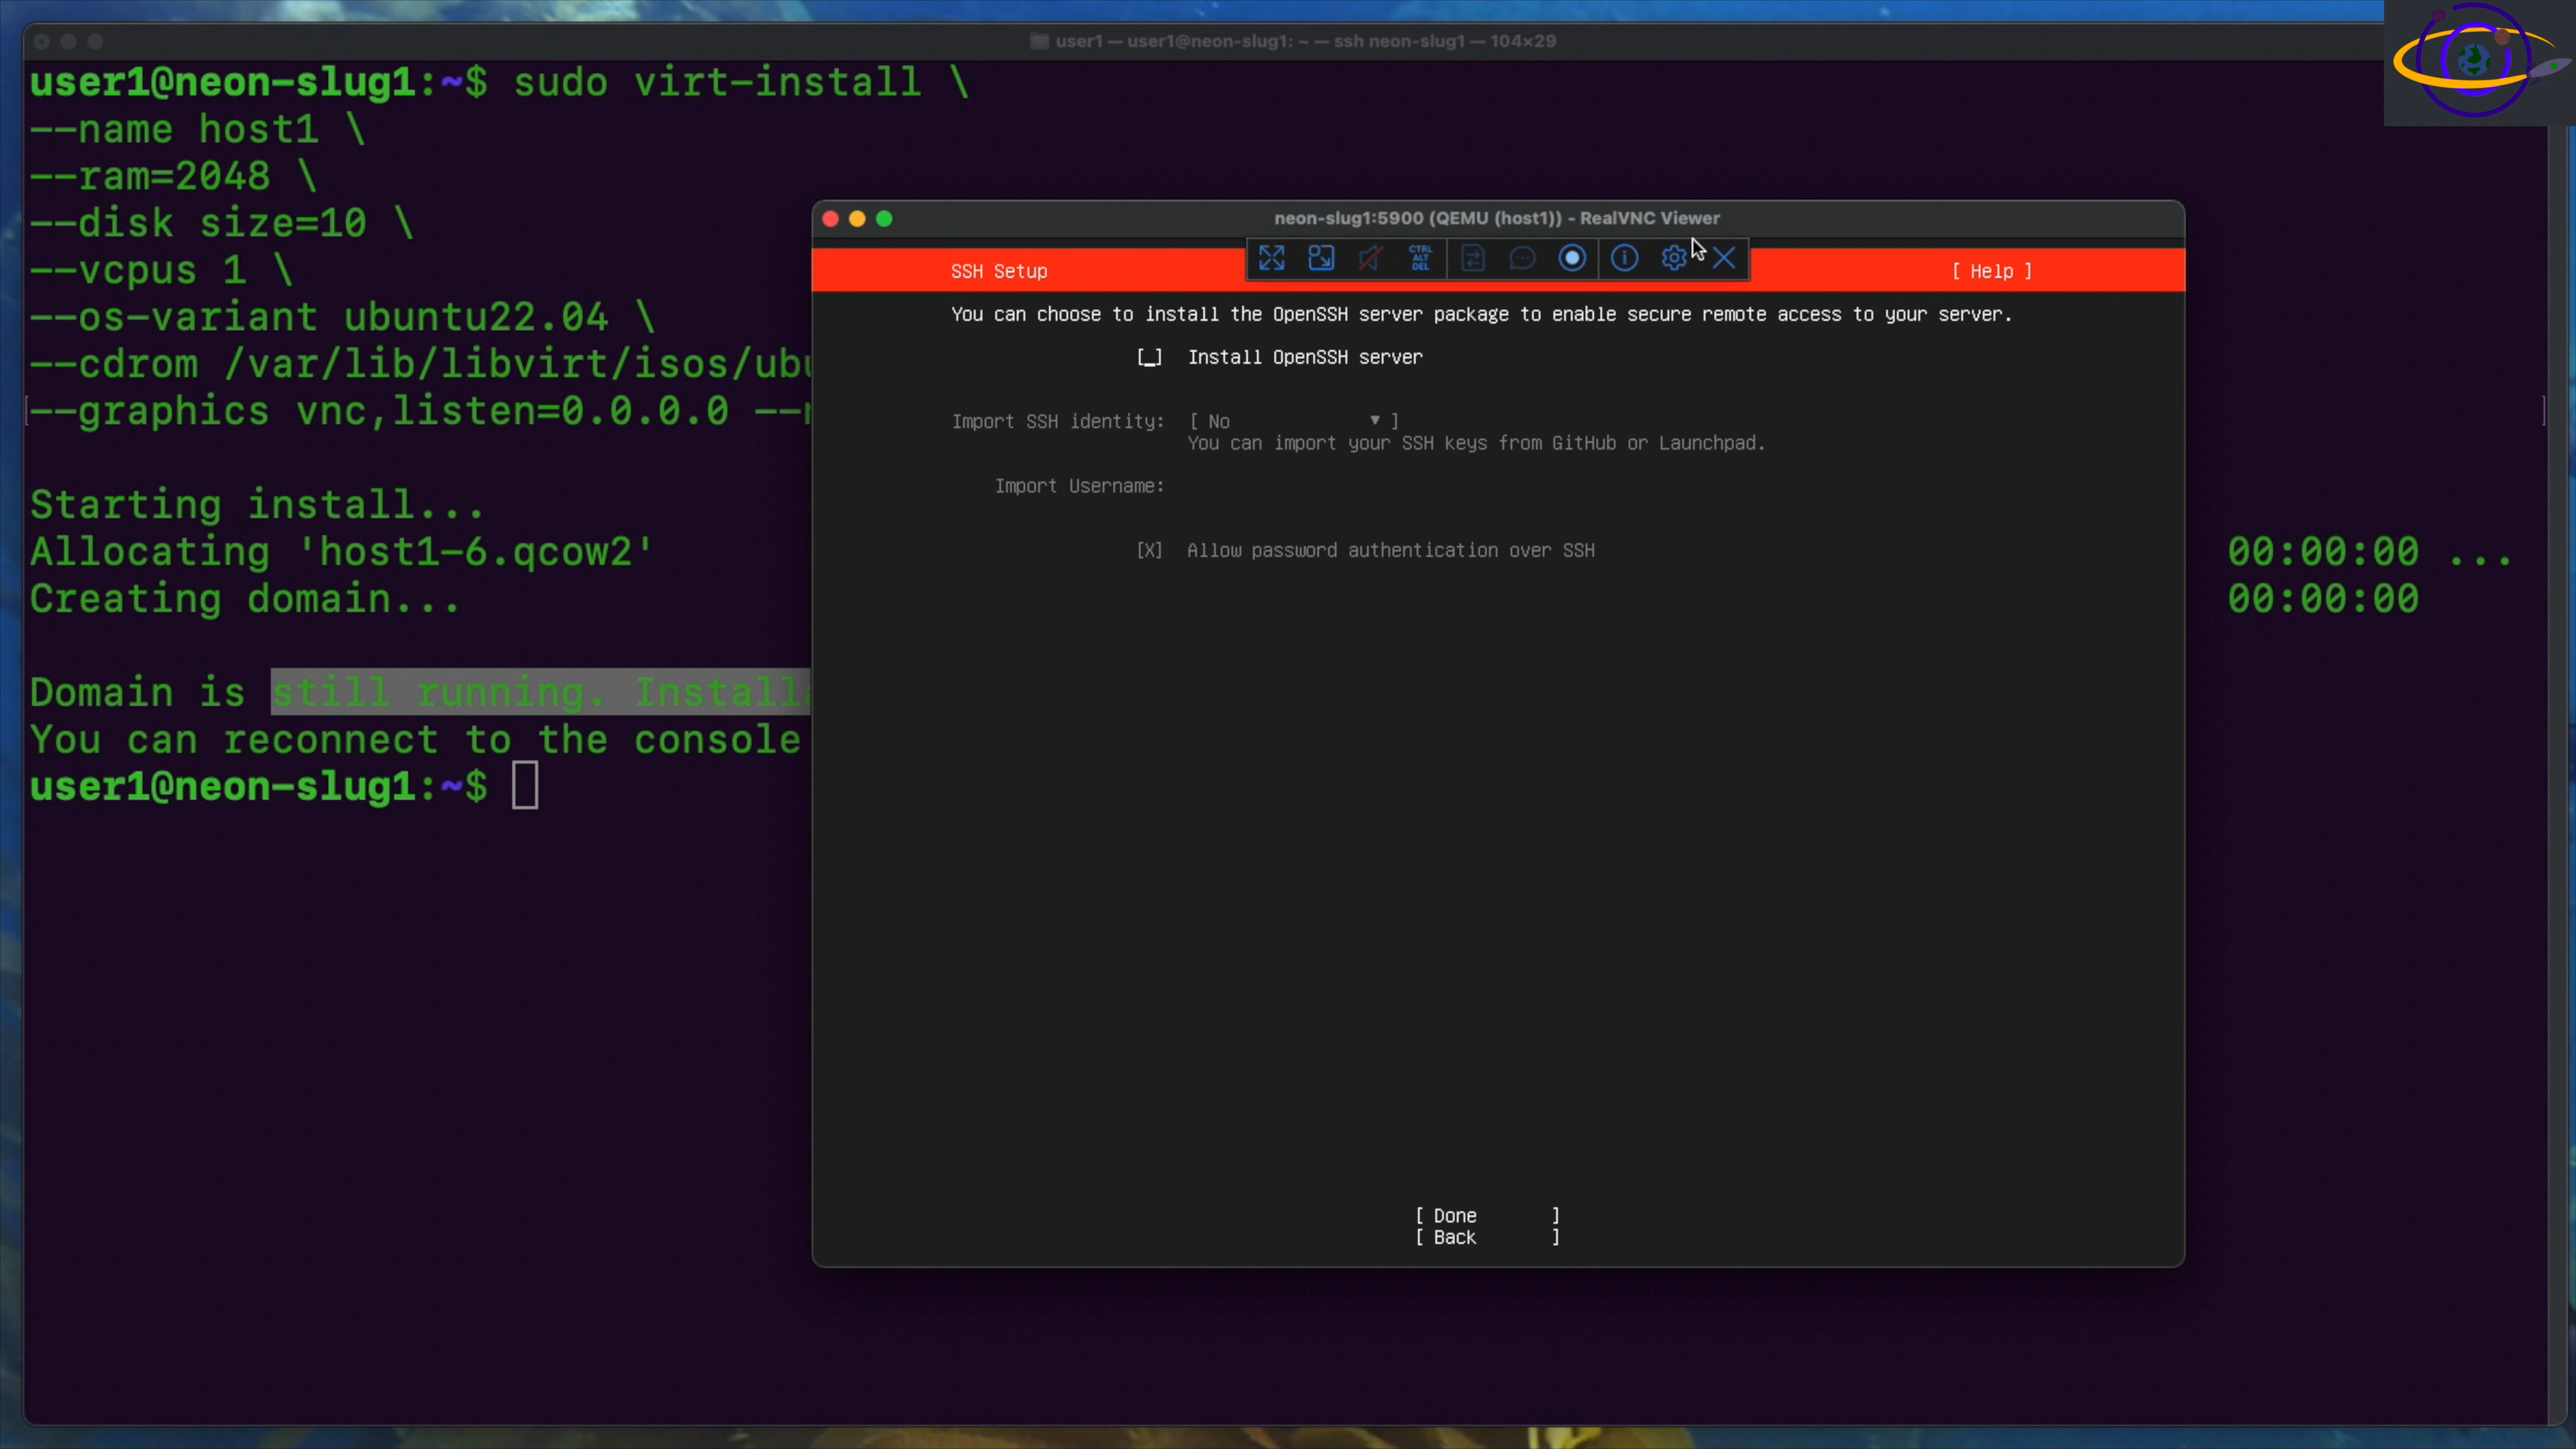 user1 — user1@neon-slug1: ~ — ssh neon-slug1 — 104×29
user1@neon-slug1:~$ sudo virt-install \
--name host1 \
--ram=2048 \
--disk size=10 \
--vcpus 1 \
--os-variant ubuntu22.04 \
--cdrom /var/lib/libvirt/isos/ubu
[--graphics vnc,listen=0.0.0.0 ]
Starting install...
Allocating 'host1-6.qcow2' 00:00:00 ...
Creating domain... 00:00:00
Domain is still running. Installa
You can reconnect to the console
user1@neon-slug1:~$
neon-slug1:5900 (QEMU (host1)) - RealVNC Viewer
CTRL
ALT
DEL
SSH Setup [ Help ]
You can choose to install the OpenSSH server package to enable secure remote access to your server.
[_] Install OpenSSH server
Import SSH identity: [ No ▾ ]
You can import your SSH keys from GitHub or Launchpad.
Import Username:
[X] Allow password authentication over SSH
[ Done ]
[ Back ]